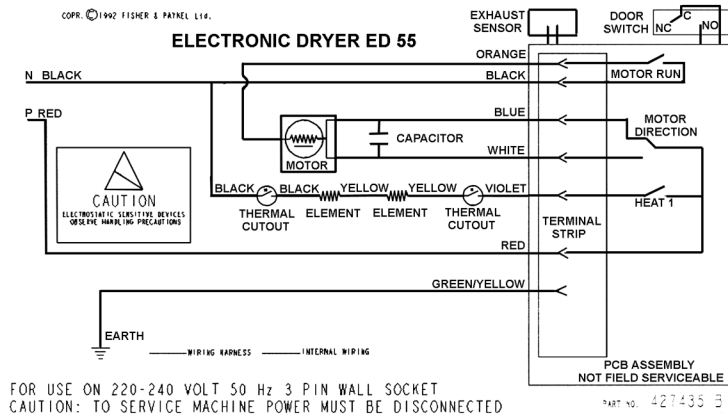 COPR. ©1992 FISHER & PAYKEL Ltd.
EXHAUST
SENSOR
DOOR
SWITCH
C
NC
NO
ELECTRONIC DRYER ED 55
ORANGE
N BLACK
BLACK
MOTOR RUN
P RED
BLUE
CAPACITOR
MOTOR
DIRECTION
WHITE
MOTOR
CAUTION
ELECTROSTATIC SENSITIVE DEVICES
OBSERVE HANDLING PRECAUTIONS
BLACK
BLACK
YELLOW
YELLOW
VIOLET
THERMAL
CUTOUT
ELEMENT
ELEMENT
THERMAL
CUTOUT
HEAT 1
TERMINAL
STRIP
RED
GREEN/YELLOW
EARTH
WIRING HARNESS
INTERNAL WIRING
PCB ASSEMBLY
NOT FIELD SERVICEABLE
FOR USE ON 220-240 VOLT 50 Hz 3 PIN WALL SOCKET
CAUTION: TO SERVICE MACHINE POWER MUST BE DISCONNECTED
PART NO. 427435 B